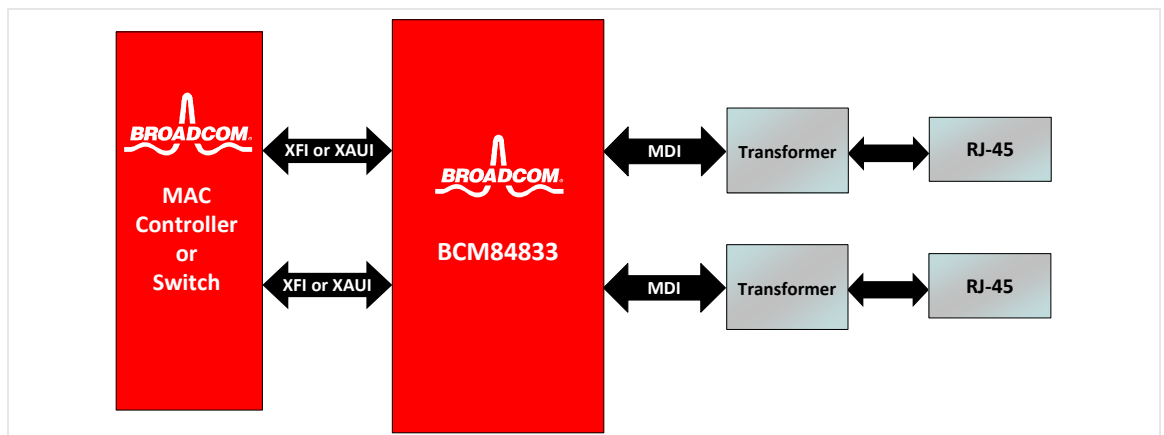 BROADCOM®
MAC
Controller
or
Switch
XFI or XAUI
XFI or XAUI
BROADCOM®
BCM84833
MDI
MDI
Transformer
RJ-45
Transformer
RJ-45